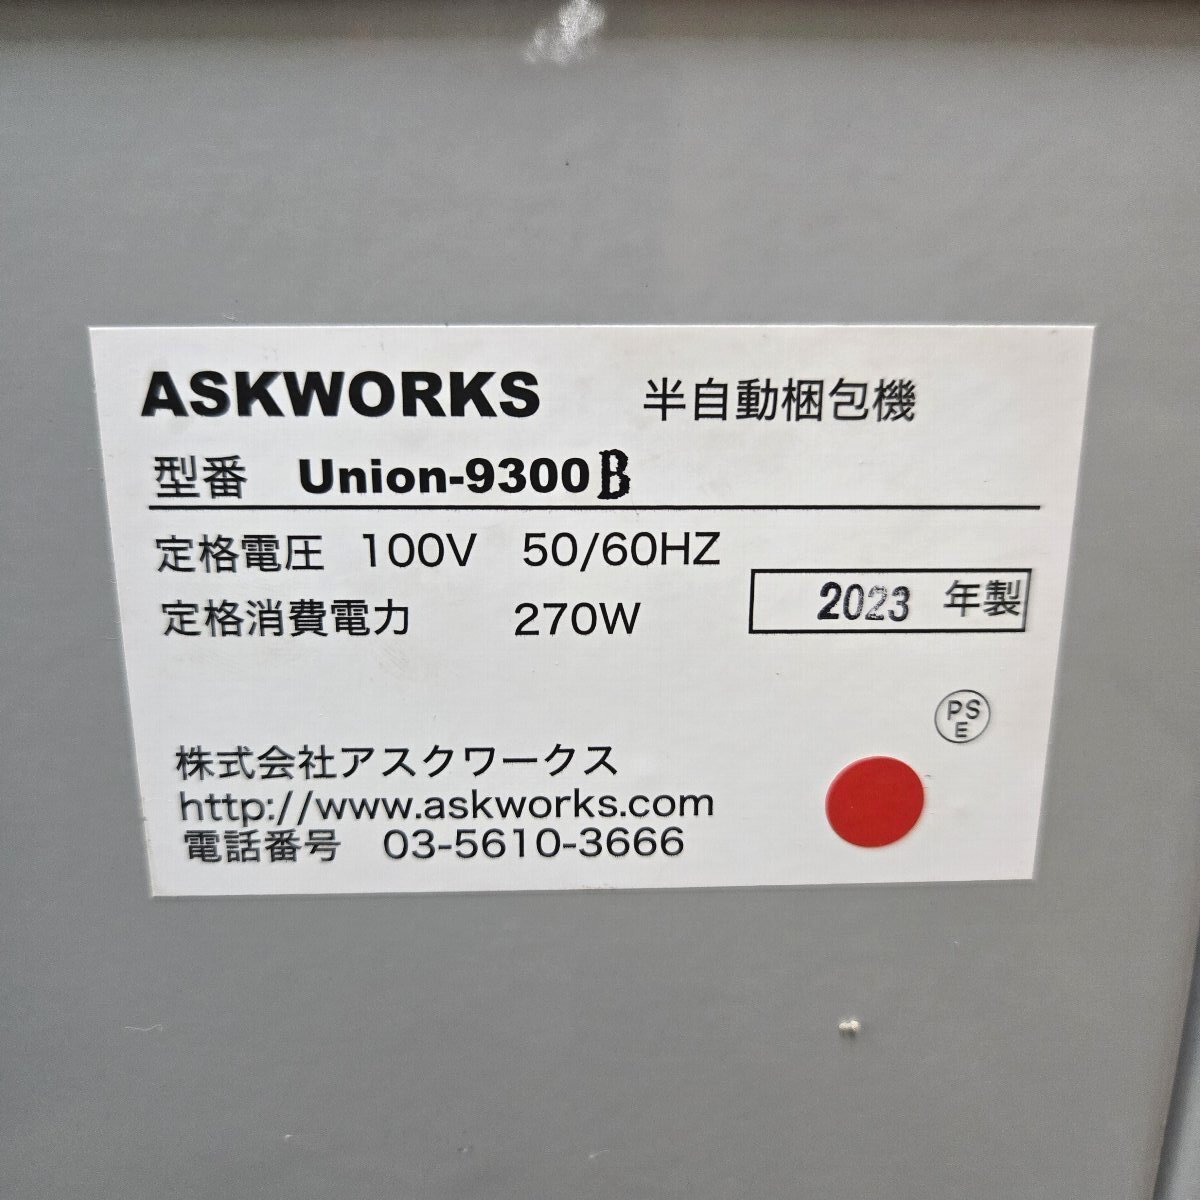 ASKWORKS 半自動梱包機
型番 Union-9300B
定格電圧 100V 50/60HZ
定格消費電力 270W
2023 年製
PS
E
株式会社アスクワークス
http://www.askworks.com
電話番号 03-5610-3666